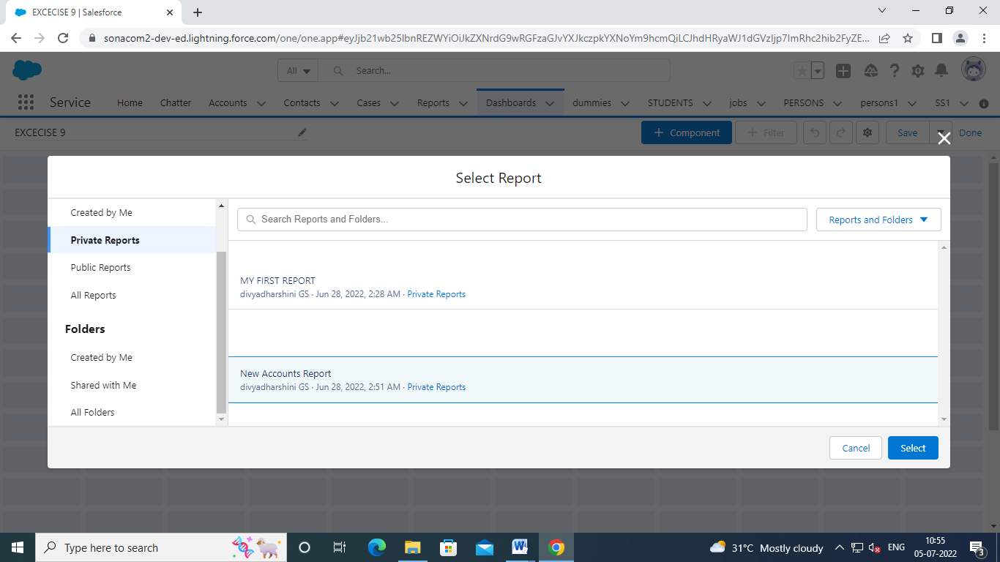 EXCECISE 9 | Salesforce
sonacom2-dev-ed.lightning.force.com/one/one.app#eyJjb21wb25lbnREZWYiOiJkZXNrdG9wRGFzaGJvYXJkczpkYXNoYm9hcmQiLCJhdHRyaWJ1dGVzIjp7ImRhc2hib2FyZE...
All
Search...
Service
Home
Chatter
Accounts
Contacts
Cases
Reports
Dashboards
dummies
STUDENTS
jobs
PERSONS
persons1
SS1
EXCECISE 9
+ Component
+ Filter
Save
Done
Select Report
Created by Me
Private Reports
Public Reports
All Reports
Folders
Created by Me
Shared with Me
All Folders
Search Reports and Folders...
Reports and Folders
MY FIRST REPORT
divyadharshini GS · Jun 28, 2022, 2:28 AM · Private Reports
New Accounts Report
divyadharshini GS · Jun 28, 2022, 2:51 AM · Private Reports
Cancel
Select
Type here to search
31°C Mostly cloudy
ENG
10:55
05-07-2022
3